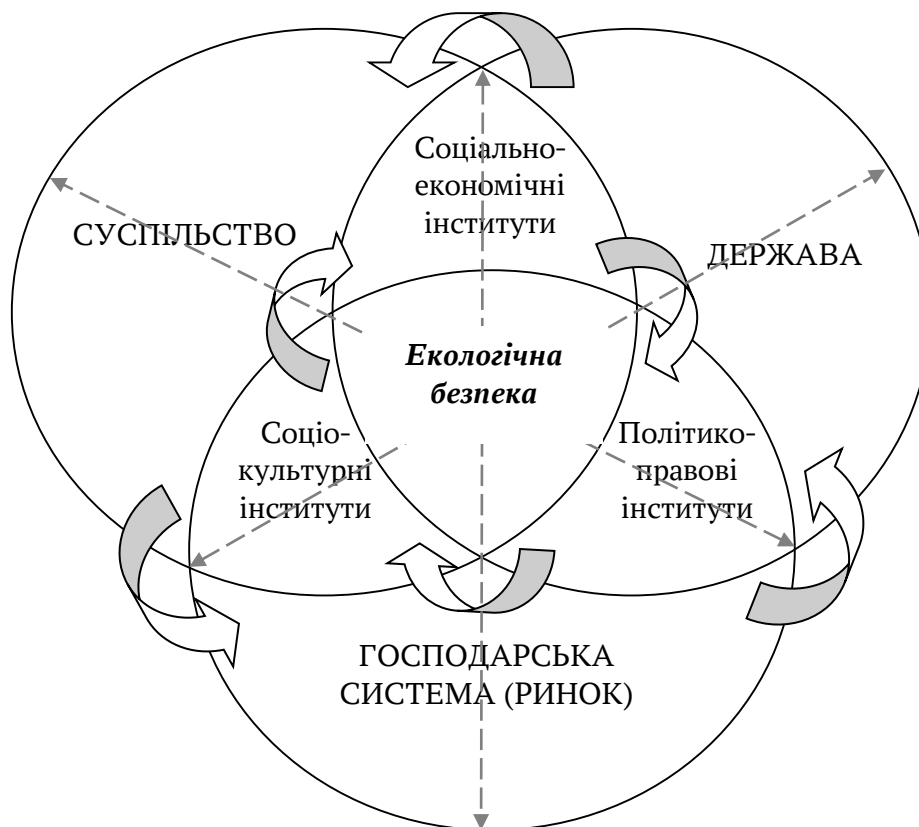 Соціально-
економічні
інститути
СУСПІЛЬСТВО
ДЕРЖАВА
Екологічна
безпека
Соціо-
культурні
інститути
Політико-
правові
інститути
ГОСПОДАРСЬКА
СИСТЕМА (РИНОК)